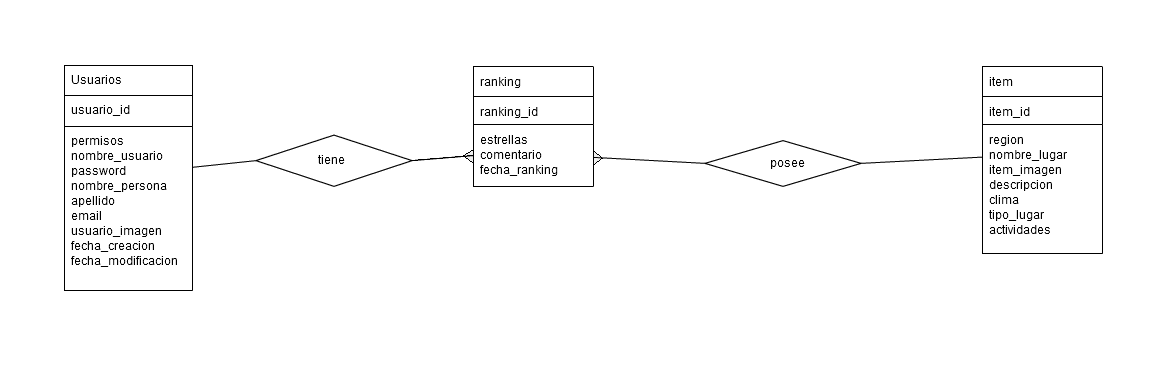 Usuarios
usuario_id
permisos
nombre_usuario
password
nombre_persona
apellido
email
usuario_imagen
fecha_creacion
fecha_modificacion
tiene
ranking
ranking_id
estrellas
comentario
fecha_ranking
posee
item
item_id
region
nombre_lugar
item_imagen
descripcion
clima
tipo_lugar
actividades